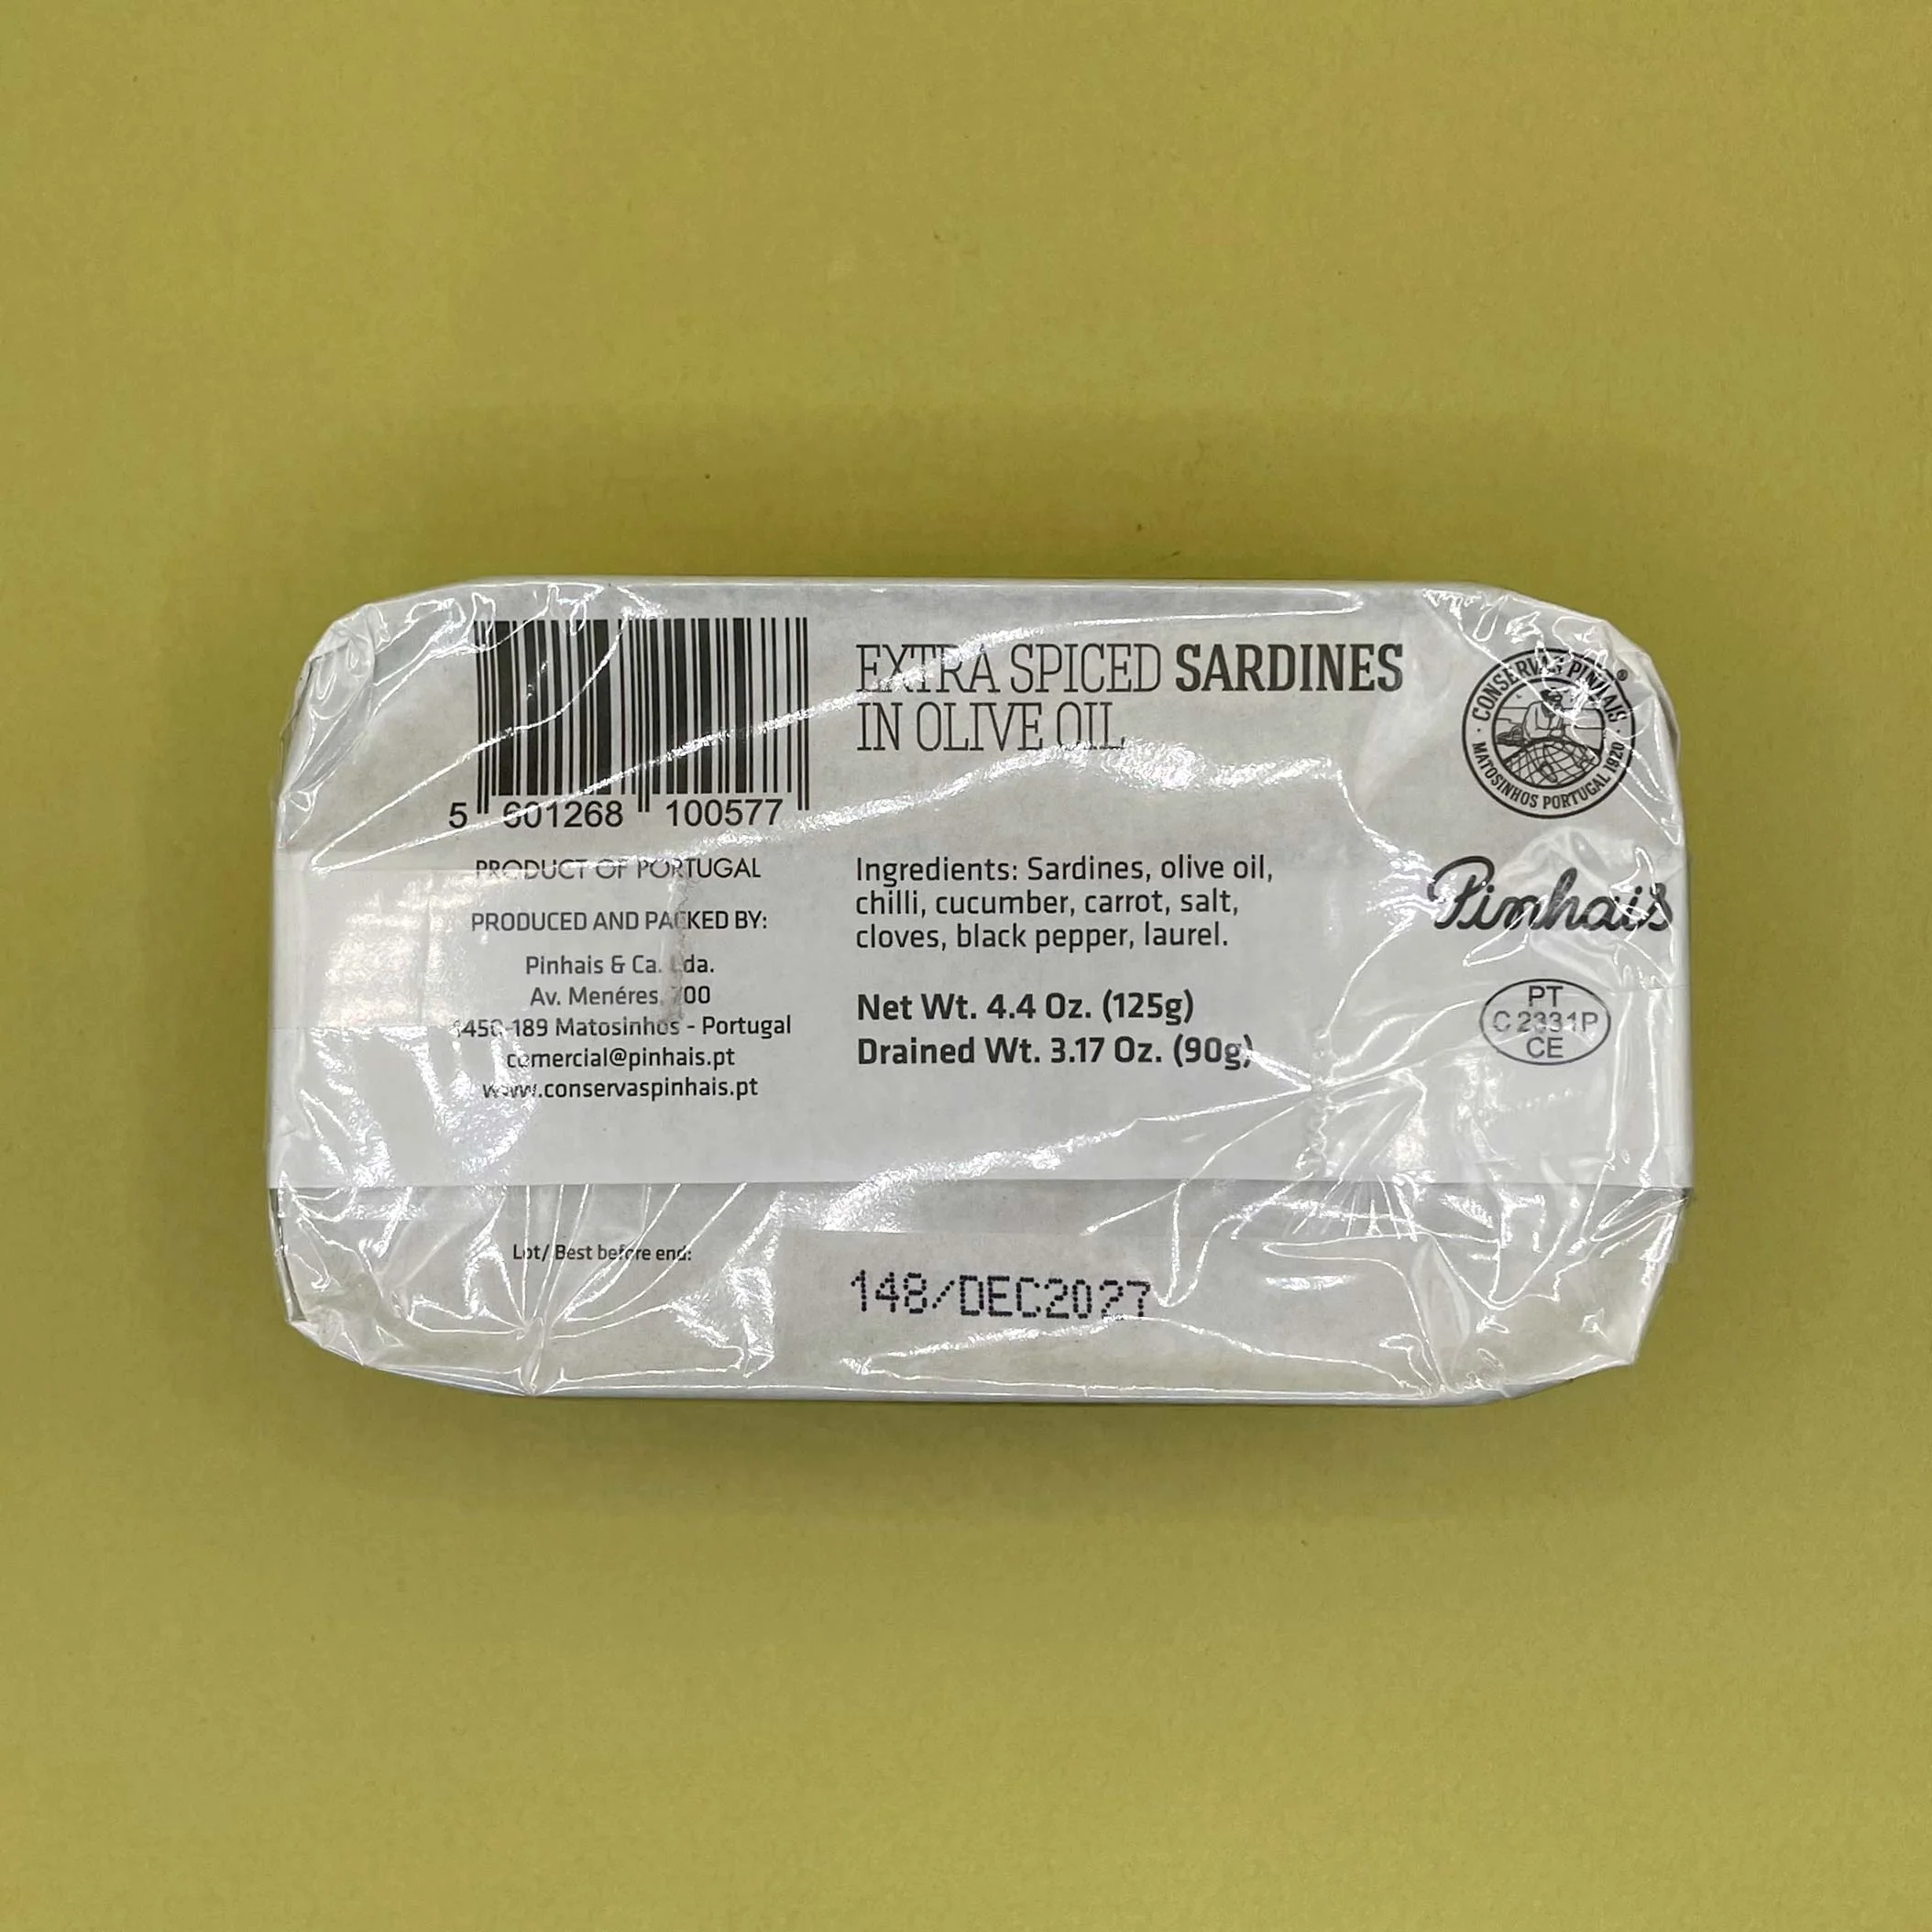 5 601268 100577
PRODUCT OF PORTUGAL
PRODUCED AND PACKED BY:
Pinhais & Ca. Lda.
Av. Menéres, 700
4450-189 Matosinhos - Portugal
comercial@pinhais.pt
www.conservaspinhais.pt
EXTRA SPICED SARDINES
IN OLIVE OIL
Ingredients: Sardines, olive oil,
chilli, cucumber, carrot, salt,
cloves, black pepper, laurel.
Net Wt. 4.4 Oz. (125g)
Drained Wt. 3.17 Oz. (90g)
CONSERVAS PINHAIS ®
· MATOSINHOS PORTUGAL 1920 ·
Pinhais
PT
C 2331P
CE
Lot/ Best before end:
148/DEC2027